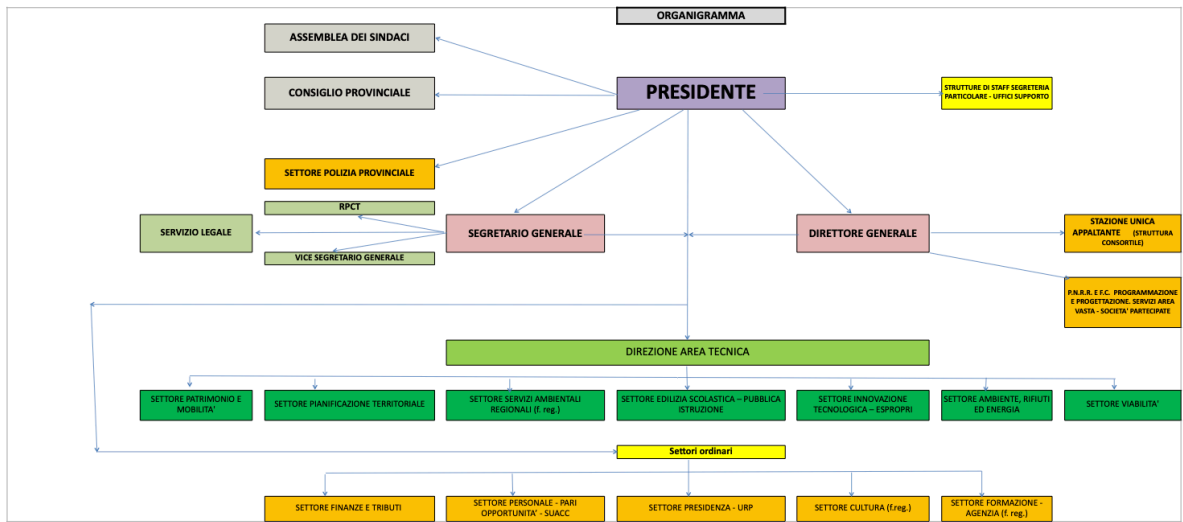 ORGANIGRAMMA
ASSEMBLEA DEI SINDACI
CONSIGLIO PROVINCIALE
PRESIDENTE
STRUTTURE DI STAFF SEGRETERIA
PARTICOLARE - UFFICI SUPPORTO
SETTORE POLIZIA PROVINCIALE
RPCT
SERVIZIO LEGALE
SEGRETARIO GENERALE
DIRETTORE GENERALE
STAZIONE UNICA
APPALTANTE (STRUTTURA
CONSORTILE)
VICE SEGRETARIO GENERALE
P.N.R.R. E F.C. PROGRAMMAZIONE
E PROGETTAZIONE. SERVIZI AREA
VASTA - SOCIETA' PARTECIPATE
DIREZIONE AREA TECNICA
SETTORE PATRIMONIO E
MOBILITA'
SETTORE PIANIFICAZIONE TERRITORIALE
SETTORE SERVIZI AMBIENTALI
REGIONALI (f. reg.)
SETTORE EDILIZIA SCOLASTICA – PUBBLICA
ISTRUZIONE
SETTORE INNOVAZIONE
TECNOLOGICA – ESPROPRI
SETTORE AMBIENTE, RIFIUTI
ED ENERGIA
SETTORE VIABILITA'
Settori ordinari
SETTORE FINANZE E TRIBUTI
SETTORE PERSONALE - PARI
OPPORTUNITA' - SUACC
SETTORE PRESIDENZA - URP
SETTORE CULTURA (f.reg.)
SETTORE FORMAZIONE -
AGENZIA (f. reg.)